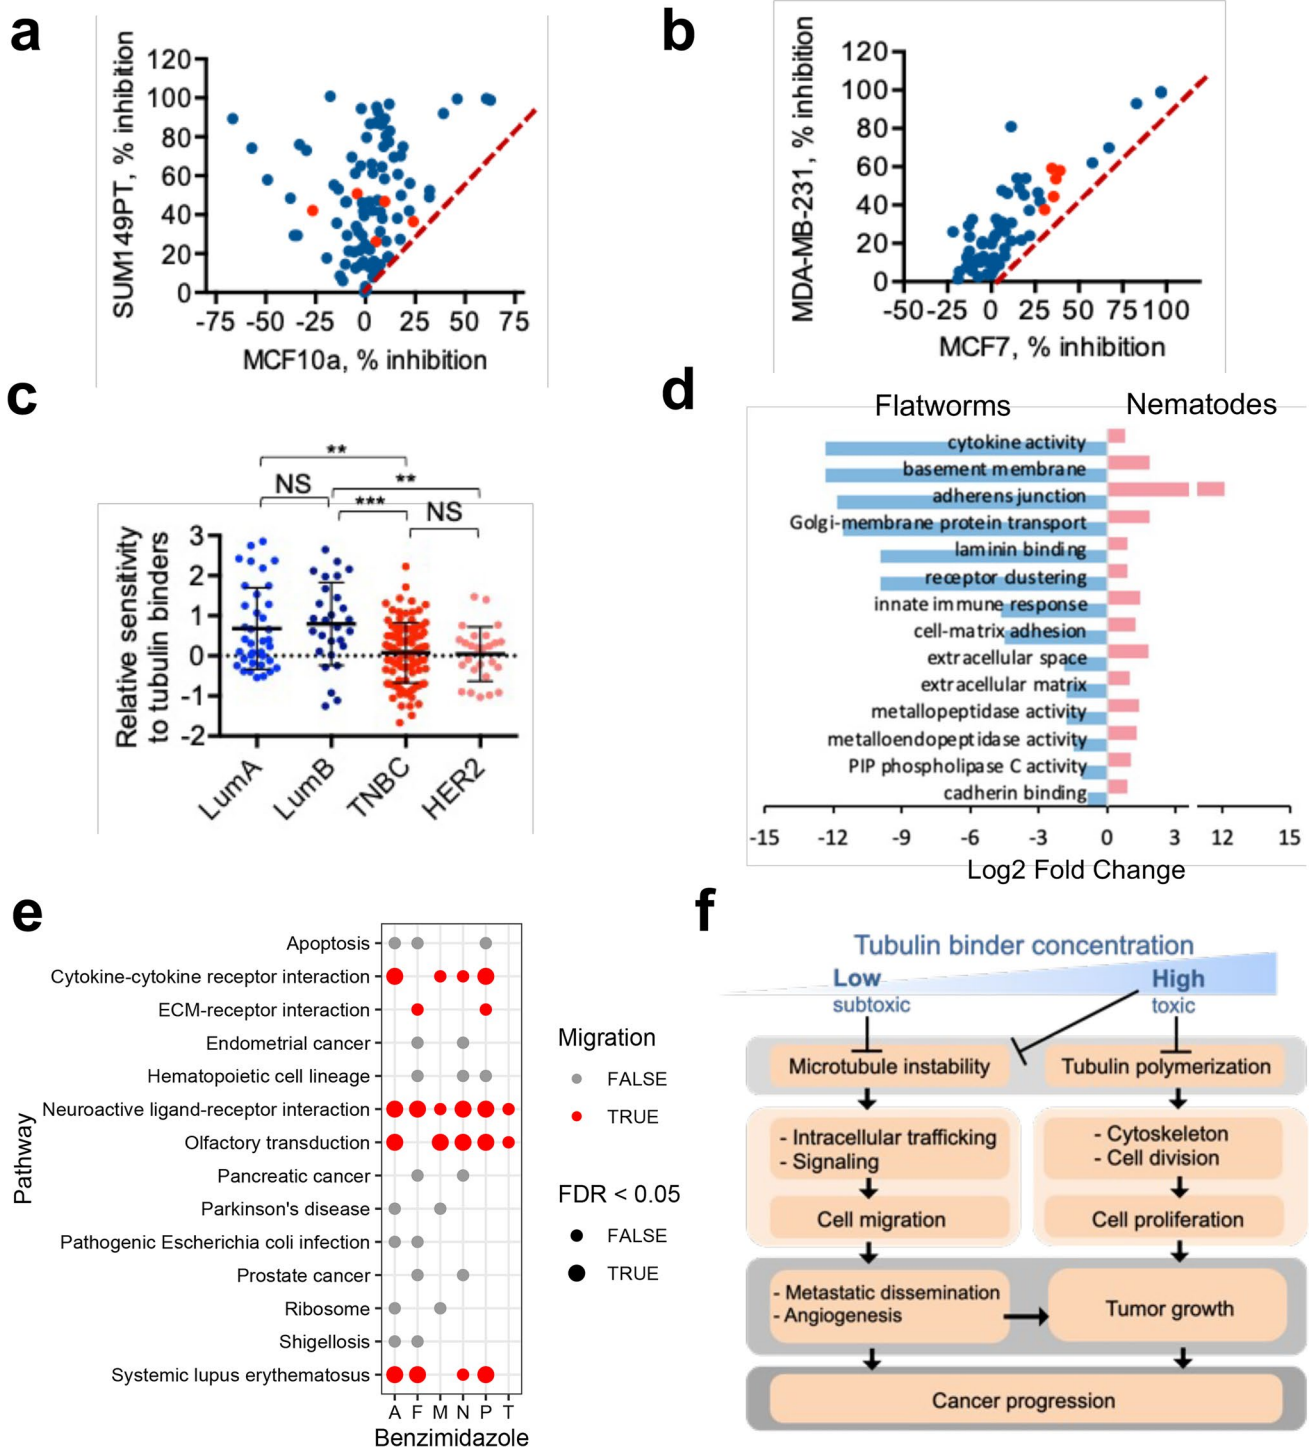 a
SUM149PT, % inhibition
120
100
80
60
40
20
0
-75 -50 -25 0 25 50 75
MCF10a, % inhibition
b
MDA-MB-231, % inhibition
120
100
80
60
40
20
0
-50 -25 0 25 50 75 100
MCF7, % inhibition
c
**
NS
**
***
NS
Relative sensitivity
to tubulin binders
3
2
1
0
-1
-2
LumA LumB TNBC HER2
d
Flatworms Nematodes
cytokine activity
basement membrane
adherens junction
Golgi-membrane protein transport
laminin binding
receptor clustering
innate immune response
cell-matrix adhesion
extracellular space
extracellular matrix
metallopeptidase activity
metalloendopeptidase activity
PIP phospholipase C activity
cadherin binding
-15 -12 -9 -6 -3 0 3 12 15
Log2 Fold Change
e
Pathway
Apoptosis
Cytokine-cytokine receptor interaction
ECM-receptor interaction
Endometrial cancer
Hematopoietic cell lineage
Neuroactive ligand-receptor interaction
Olfactory transduction
Pancreatic cancer
Parkinson's disease
Pathogenic Escherichia coli infection
Prostate cancer
Ribosome
Shigellosis
Systemic lupus erythematosus
A F M N P T
Benzimidazole
Migration
FALSE
TRUE
FDR < 0.05
FALSE
TRUE
f
Tubulin binder concentration
Low High
subtoxic toxic
Microtubule instability
Tubulin polymerization
- Intracellular trafficking
- Signaling
- Cytoskeleton
- Cell division
Cell migration
Cell proliferation
- Metastatic dissemination
- Angiogenesis
Tumor growth
Cancer progression